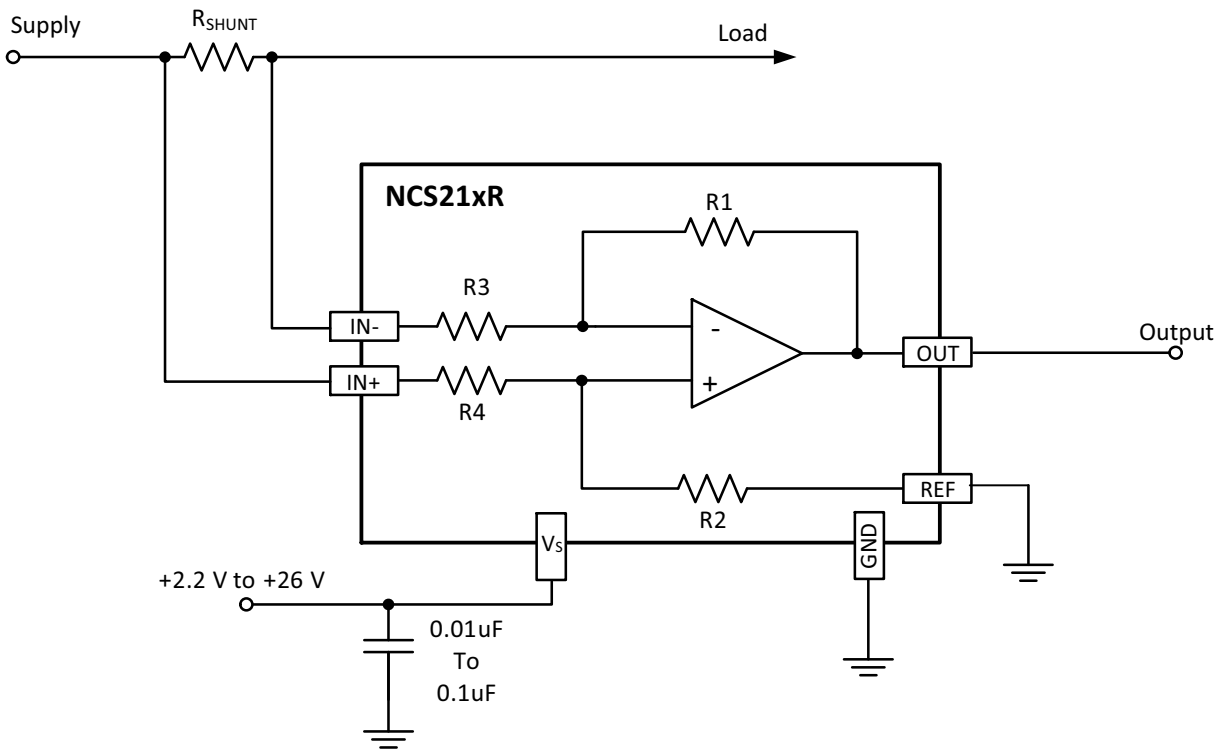 Supply
R_SHUNT
Load
NCS21xR
R1
R3
IN-
-
OUT
Output
IN+
+
R4
REF
R2
Vs
GND
+2.2 V to +26 V
0.01uF
To
0.1uF